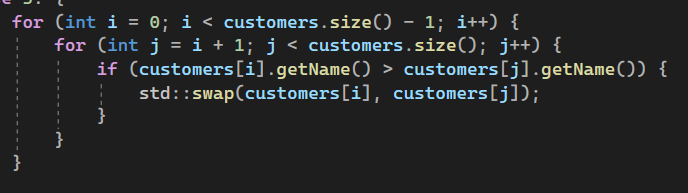 for (int i = 0; i < customers.size() - 1; i++) {
for (int j = i + 1; j < customers.size(); j++) {
if (customers[i].getName() > customers[j].getName()) {
std::swap(customers[i], customers[j]);
}
}
}